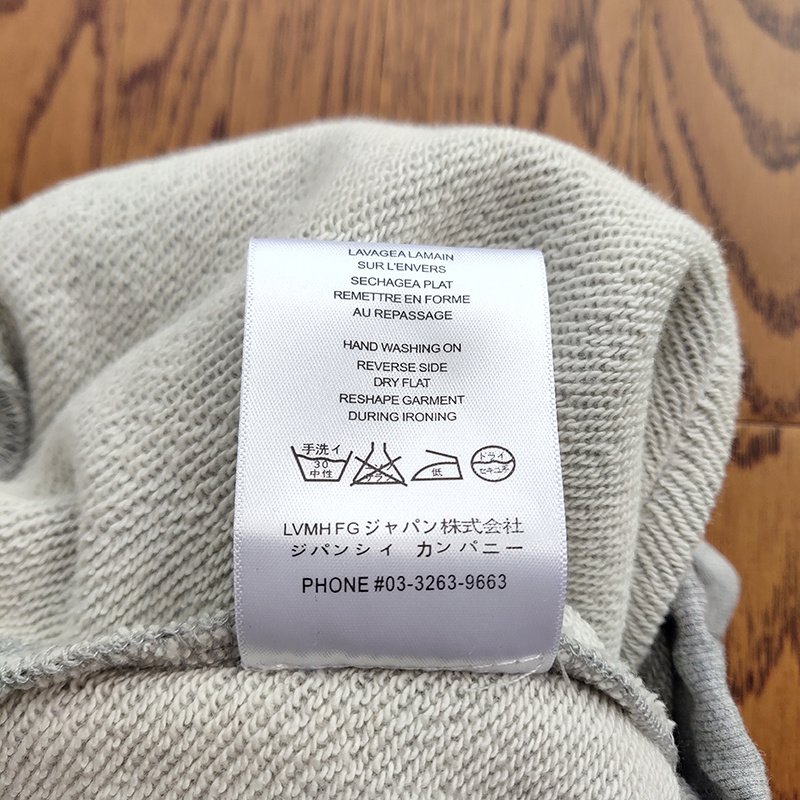 LAVAGEA LAMAIN
SUR L'ENVERS
SECHAGEA PLAT
REMETTRE EN FORME
AU REPASSAGE
HAND WASHING ON
REVERSE SIDE
DRY FLAT
RESHAPE GARMENT
DURING IRONING
手洗イ
30
中性
低
ドライ
LVMH FG ジャパン株式会社
ジパンシイ カンパニー
PHONE #03-3263-9663